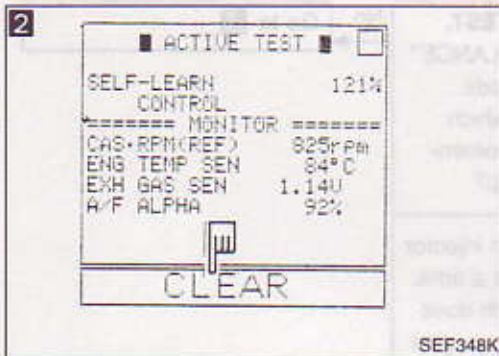 2
ACTIVE TEST
SELF-LEARN 121%
CONTROL
======= MONITOR =======
CAS•RPM(REF) 825rpm
ENG TEMP SEN 84°C
EXH GAS SEN 1.14V
A/F ALPHA 92%
CLEAR
SEF348K